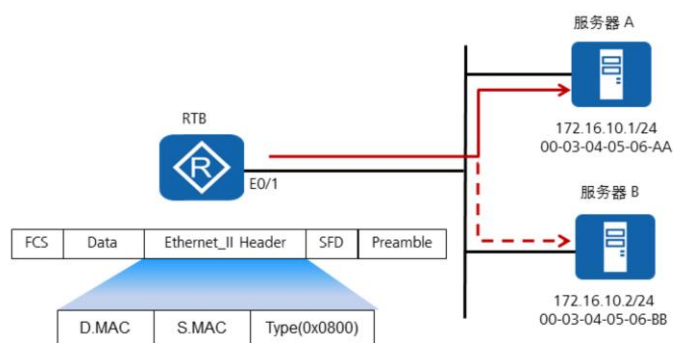 服务器 A
172.16.10.1/24
00-03-04-05-06-AA
RTB
R
E0/1
服务器 B
172.16.10.2/24
00-03-04-05-06-BB
FCS Data Ethernet_II Header SFD Preamble
D.MAC S.MAC Type(0x0800)